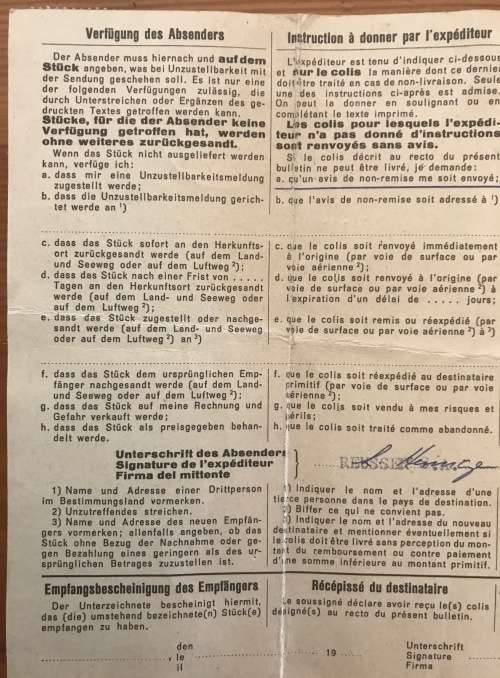 Verfügung des Absenders
Der Absender muss hiernach und auf dem
Stück angeben, was bei Unzustellbarkeit mit
der Sendung geschehen soll. Es ist nur eine
der folgenden Verfügungen zulässig, die
durch Unterstreichen oder Ergänzen des ge-
druckten Textes getroffen werden kann.
Stücke, für die der Absender keine
Verfügung getroffen hat, werden
ohne weiteres zurückgesandt.
Wenn das Stück nicht ausgeliefert werden
kann, verfüge ich:
a. dass mir eine Unzustellbarkeitsmeldung
zugestellt werde;
b. dass die Unzustellbarkeitsmeldung gerich-
tet werde an ¹)
c. dass das Stück sofort an den Herkunfts-
ort zurückgesandt werde (auf dem Land-
und Seeweg oder auf dem Luftweg ²);
d. dass das Stück nach einer Frist von .....
Tagen an den Herkunftsort zurückgesandt
werde (auf dem Land- und Seeweg oder
auf dem Luftweg ²);
e. dass das Stück zugestellt oder nachge-
sandt werde (auf dem Land- und Seeweg
oder auf dem Luftweg ²) an ³)
f. dass das Stück dem ursprünglichen Emp-
fänger nachgesandt werde (auf dem Land-
und Seeweg oder auf dem Luftweg ²);
g. dass das Stück auf meine Rechnung und
Gefahr verkauft werde;
h. dass das Stück als preisgegeben behan-
delt werde.
Instruction à donner par l'expéditeur
L'expéditeur est tenu d'indiquer ci-dessous
et sur le colis la manière dont ce dernier
doit être traité en cas de non-livraison. Seule
une des instructions ci-après est admise.
On peut la donner en soulignant ou en
complétant le texte imprimé.
Les colis pour lesquels l'expédi-
teur n'a pas donné d'instructions
sont renvoyés sans avis.
Si le colis décrit au recto du présent
bulletin ne peut être livré, je demande:
a. qu'un avis de non-remise me soit envoyé;
b. que l'avis de non-remise soit adressé à ¹)
c. que le colis soit renvoyé immédiatement
à l'origine (par voie de surface ou par
voie aérienne ²);
d. que le colis soit renvoyé à l'origine (par
voie de surface ou par voie aérienne ²) à
l'expiration d'un délai de ..... jours;
e. que le colis soit remis ou réexpédié (par
voie de surface ou par voie aérienne ²) à ³)
f. que le colis soit réexpédié au destinataire
primitif (par voie de surface ou par voie
aérienne ²);
g. que le colis soit vendu à mes risques et
périls;
h. que le colis soit traité comme abandonné.
Unterschrift des Absenders
Signature de l'expéditeur
Firma del mittente
1) Name und Adresse einer Drittperson
im Bestimmungsland vormerken.
2) Unzutreffendes streichen.
3) Name und Adresse des neuen Empfän-
gers vormerken; allenfalls angeben, ob das
Stück ohne Bezug der Nachnahme oder ge-
gen Bezahlung eines geringern als des ur-
sprünglichen Betrages zuzustellen ist.
1) Indiquer le nom et l'adresse d'une
tierce personne dans le pays de destination.
2) Biffer ce qui ne convient pas.
3) Indiquer le nom et l'adresse du nouveau
destinataire et mentionner éventuellement si
le colis doit être livré sans perception du mon-
tant du remboursement ou contre paiement
d'une somme inférieure au montant primitif.
Empfangsbescheinigung des Empfängers
Der Unterzeichnete bescheinigt hiermit,
das (die) umstehend bezeichnete(n) Stück(e)
empfangen zu haben.
Récépissé du destinataire
Le soussigné déclare avoir reçu le(s) colis
désigné(s) au recto du présent bulletin.
den
, le
il
19
Unterschrift
Signature
Firma